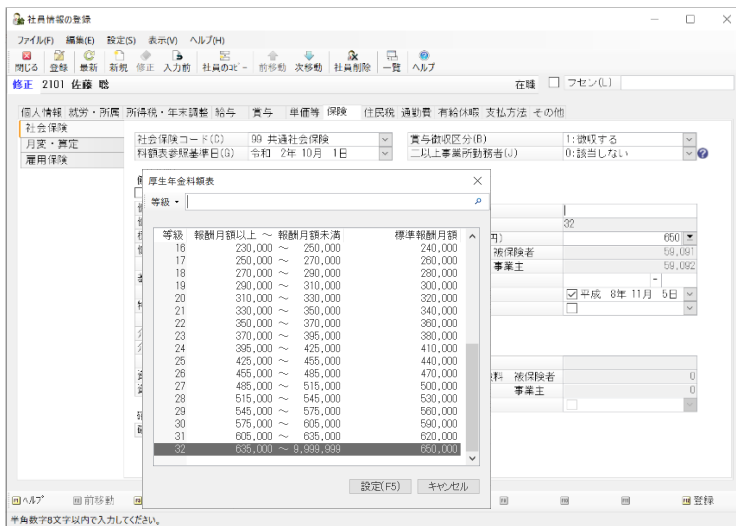 社員情報の登録
ファイル(F) 編集(E) 設定(S) 表示(V) ヘルプ(H)
閉じる 登録 最新 新規 修正 入力前 社員のｺﾋﾟｰ 前移動 次移動 社員削除 一覧 ヘルプ
修正 2101 佐藤 聡 在職 フセン(L)
個人情報 就労・所属 所得税・年末調整 給与 賞与 単価等 保険 住民税 通勤費 有給休暇 支払方法 その他
社会保険
月変・算定
雇用保険
社会保険コード(C) 99 共通社会保険 賞与徴収区分(B) 1:徴収する
料額表参照基準日(G) 令和 2年 10月 1日 二以上事業所勤務者(J) 0:該当しない
厚生年金料額表
等級
等級 報酬月額以上 ～ 報酬月額未満 標準報酬月額
16 230,000 ～ 250,000 240,000
17 250,000 ～ 270,000 260,000
18 270,000 ～ 290,000 280,000
19 290,000 ～ 310,000 300,000
20 310,000 ～ 330,000 320,000
21 330,000 ～ 350,000 340,000
22 350,000 ～ 370,000 360,000
23 370,000 ～ 395,000 380,000
24 395,000 ～ 425,000 410,000
25 425,000 ～ 455,000 440,000
26 455,000 ～ 485,000 470,000
27 485,000 ～ 515,000 500,000
28 515,000 ～ 545,000 530,000
29 545,000 ～ 575,000 560,000
30 575,000 ～ 605,000 590,000
31 605,000 ～ 635,000 620,000
32 635,000 ～ 9,999,999 650,000
設定(F5) キャンセル
32
円) 650
被保険者 59,091
事業主 59,092
-
平成 8年 11月 5日
料 被保険者 0
事業主 0
ﾍﾙﾌﾟ 前移動 登録
半角数字8文字以内で入力してください。